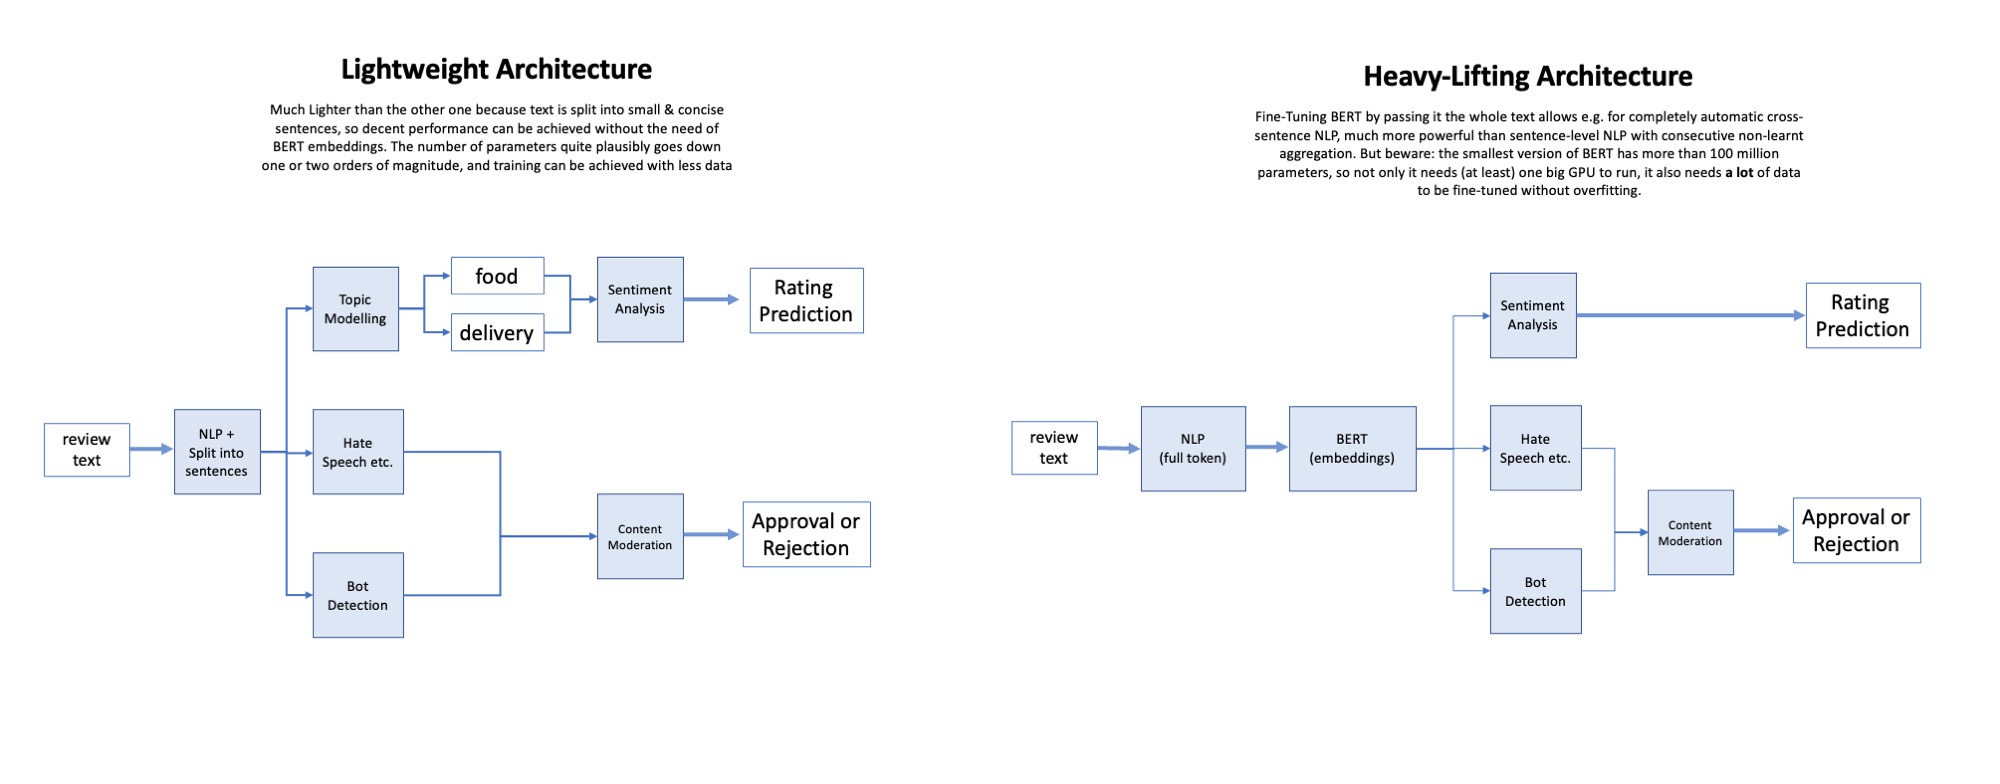 Lightweight Architecture
Much Lighter than the other one because text is split into small & concise
sentences, so decent performance can be achieved without the need of
BERT embeddings. The number of parameters quite plausibly goes down
one or two orders of magnitude, and training can be achieved with less data
review
text
NLP +
Split into
sentences
Topic
Modelling
food
delivery
Sentiment
Analysis
Rating
Prediction
Hate
Speech etc.
Bot
Detection
Content
Moderation
Approval or
Rejection
Heavy-Lifting Architecture
Fine-Tuning BERT by passing it the whole text allows e.g. for completely automatic cross-
sentence NLP, much more powerful than sentence-level NLP with consecutive non-learnt
aggregation. But beware: the smallest version of BERT has more than 100 million
parameters, so not only it needs (at least) one big GPU to run, it also needs a lot of data
to be fine-tuned without overfitting.
review
text
NLP
(full token)
BERT
(embeddings)
Sentiment
Analysis
Rating
Prediction
Hate
Speech etc.
Bot
Detection
Content
Moderation
Approval or
Rejection